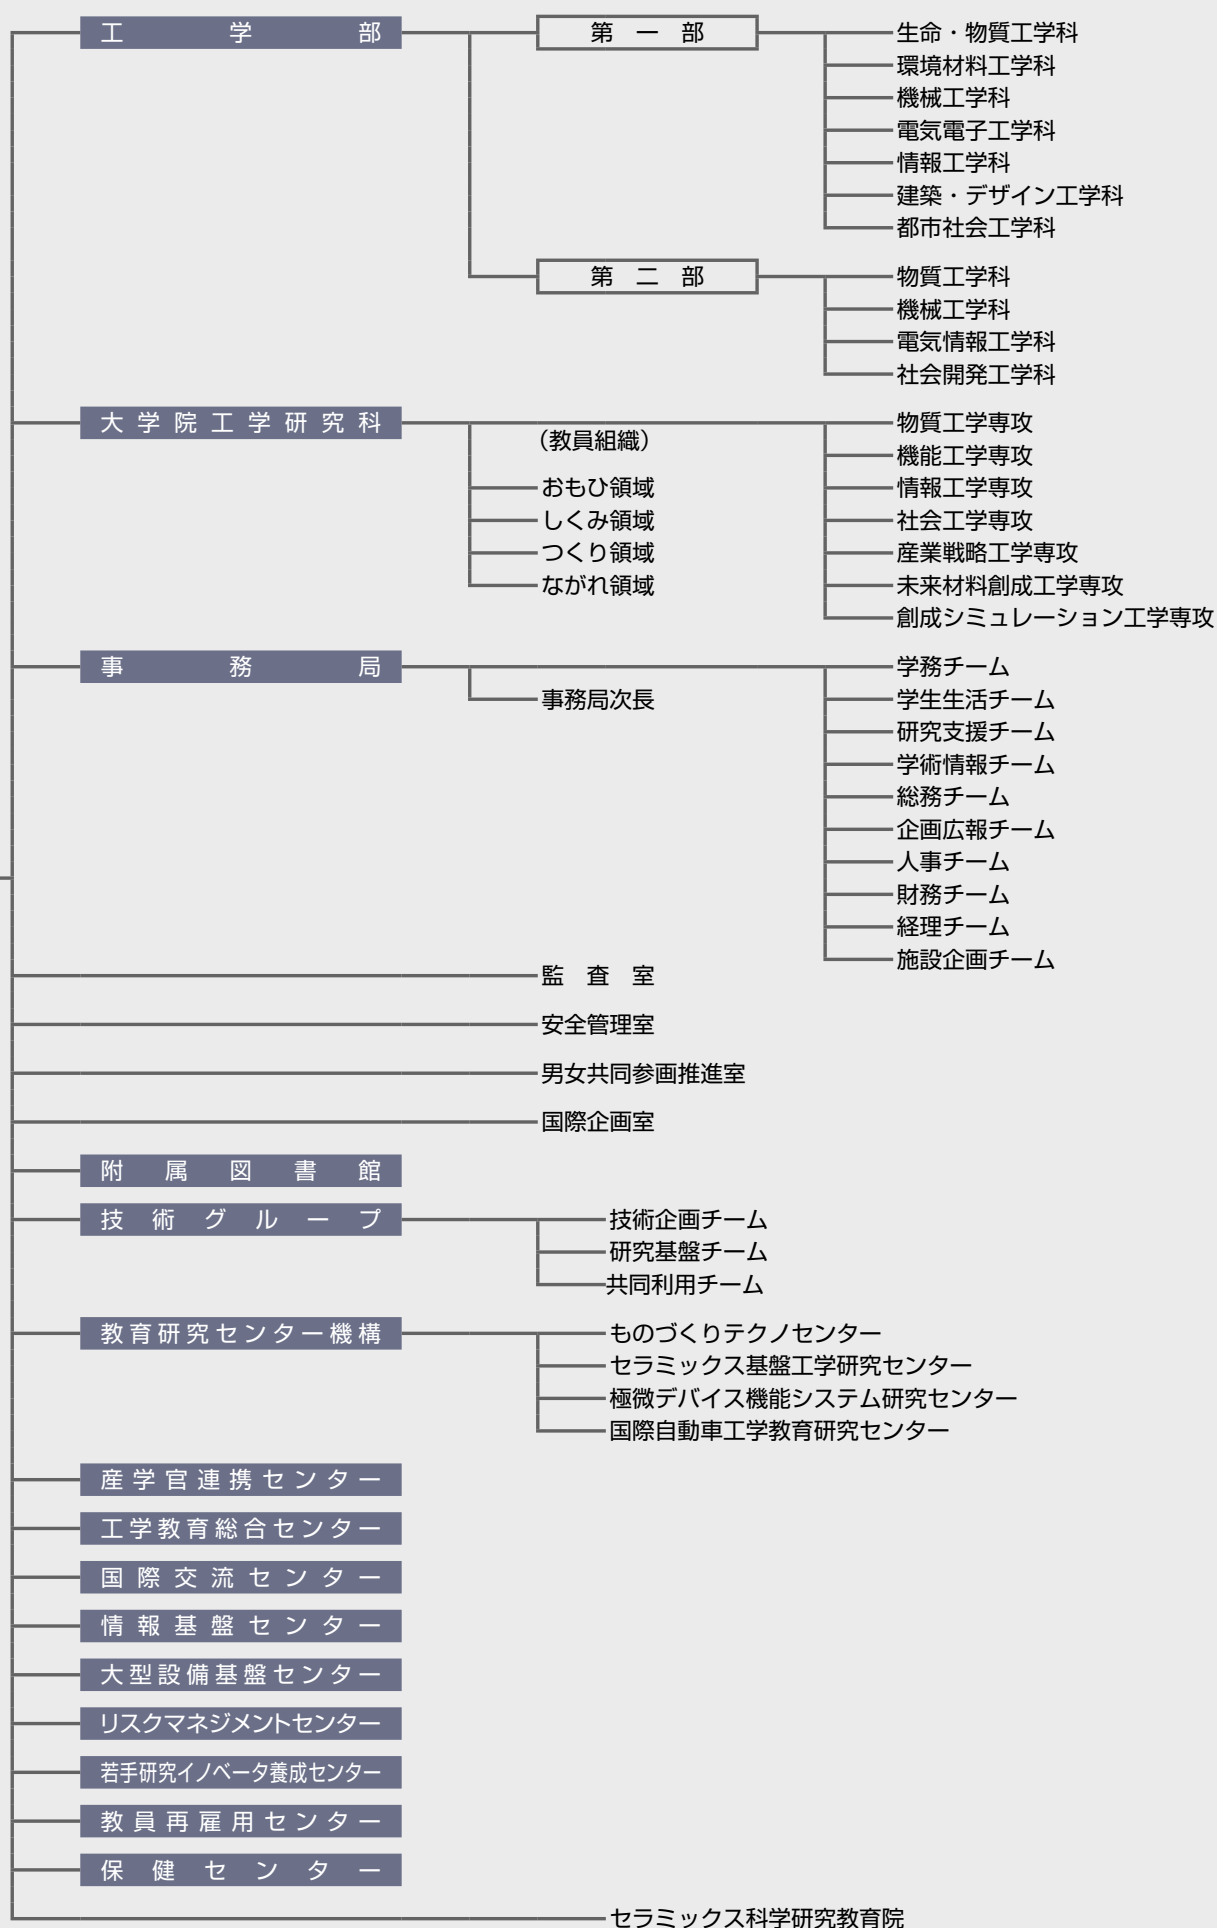 工学部
第一部
生命・物質工学科
環境材料工学科
機械工学科
電気電子工学科
情報工学科
建築・デザイン工学科
都市社会工学科
第二部
物質工学科
機械工学科
電気情報工学科
社会開発工学科
大学院工学研究科
(教員組織)
おもひ領域
しくみ領域
つくり領域
ながれ領域
物質工学専攻
機能工学専攻
情報工学専攻
社会工学専攻
産業戦略工学専攻
未来材料創成工学専攻
創成シミュレーション工学専攻
事務局
事務局次長
学務チーム
学生生活チーム
研究支援チーム
学術情報チーム
総務チーム
企画広報チーム
人事チーム
財務チーム
経理チーム
施設企画チーム
監査室
安全管理室
男女共同参画推進室
国際企画室
附属図書館
技術グループ
技術企画チーム
研究基盤チーム
共同利用チーム
教育研究センター機構
ものづくりテクノセンター
セラミックス基盤工学研究センター
極微デバイス機能システム研究センター
国際自動車工学教育研究センター
産学官連携センター
工学教育総合センター
国際交流センター
情報基盤センター
大型設備基盤センター
リスクマネジメントセンター
若手研究イノベータ養成センター
教員再雇用センター
保健センター
セラミックス科学研究教育院